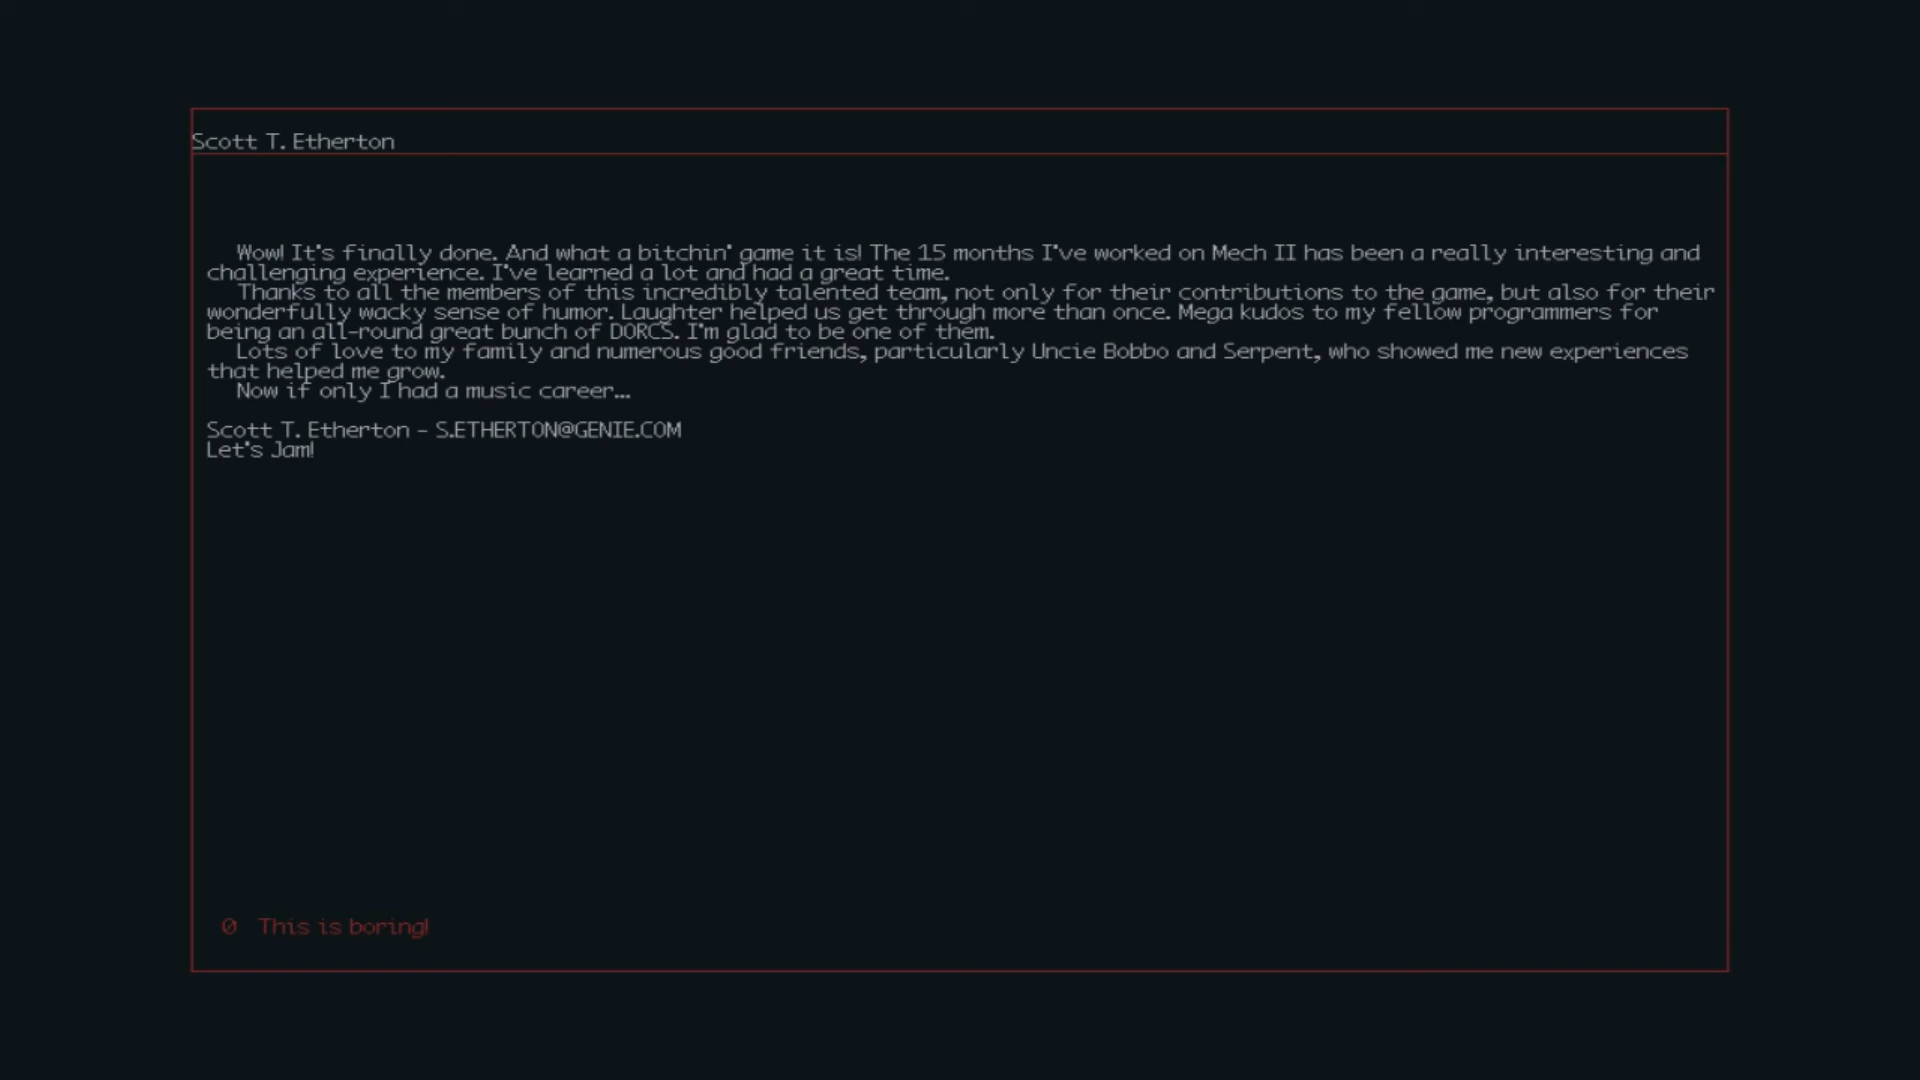 Scott T. Etherton
Wow! It's finally done. And what a bitchin' game it is! The 15 months I've worked on Mech II has been a really interesting and
challenging experience. I've learned a lot and had a great time.
Thanks to all the members of this incredibly talented team, not only for their contributions to the game, but also for their
wonderfully wacky sense of humor. Laughter helped us get through more than once. Mega kudos to my fellow programmers for
being an all-round great bunch of DORCS. I'm glad to be one of them.
Lots of love to my family and numerous good friends, particularly Uncie Bobbo and Serpent, who showed me new experiences
that helped me grow.
Now if only I had a music career...
Scott T. Etherton - S.ETHERTON@GENIE.COM
Let's Jam!
0 This is boring!